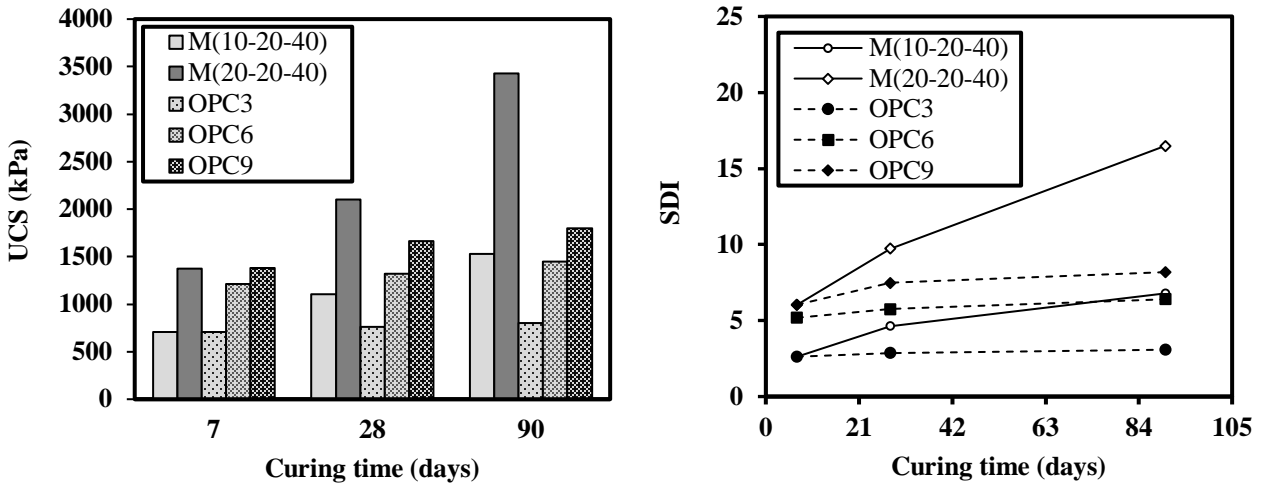 4000
3500
3000
2500
2000
1500
1000
500
0
UCS (kPa)
M(10-20-40)
M(20-20-40)
OPC3
OPC6
OPC9
7 28 90
Curing time (days)
25
20
15
10
5
0
SDI
M(10-20-40)
M(20-20-40)
OPC3
OPC6
OPC9
0 21 42 63 84 105
Curing time (days)